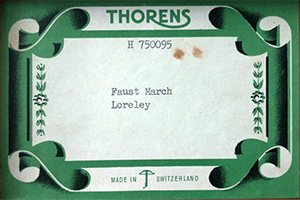 THORENS
H 750095
Faust March
Loreley
MADE IN SWITZERLAND